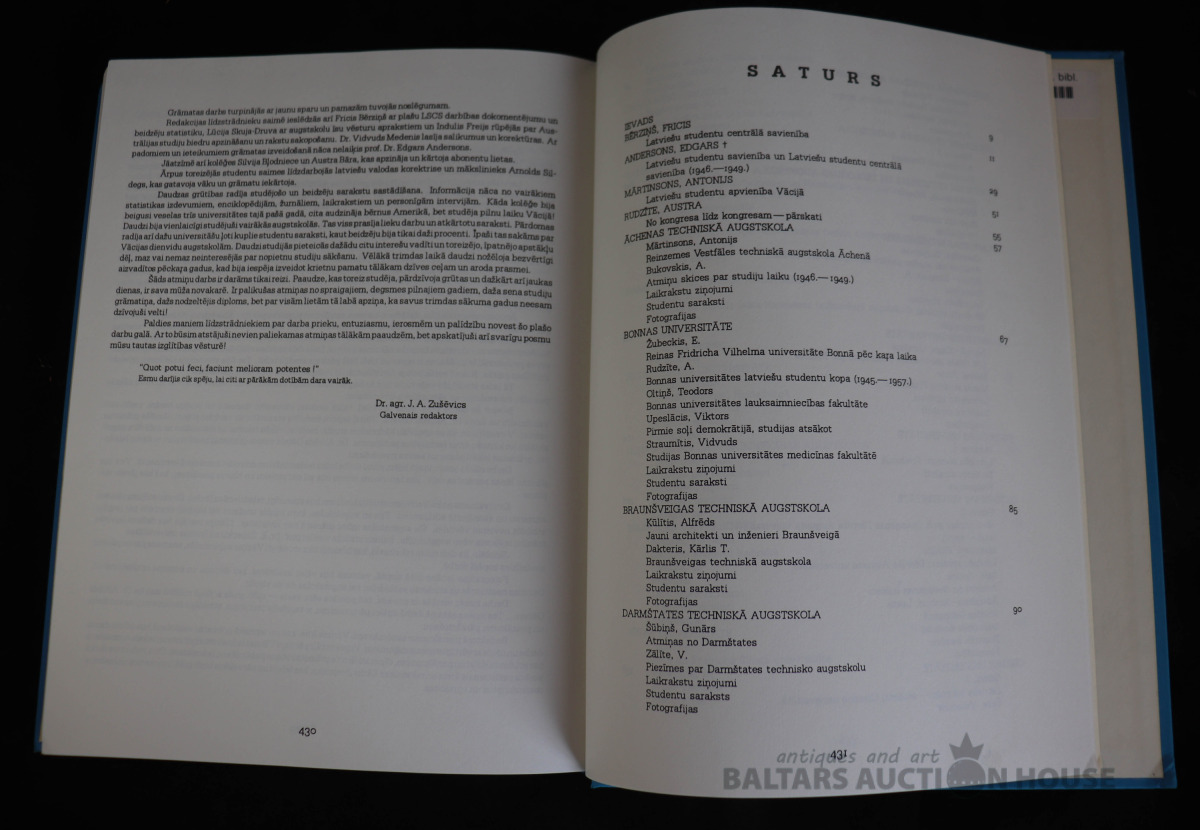 Grāmatas darbs turpinājās ar jaunu sparu un pamazām tuvojās noslēgumam.
Redakcijas līdzstrādnieku saimē ieslēdzās arī Fricis Bērziņš ar plašu LSCS darbības dokumentējumu un
beidzēju statistiku, Lūcija Skuja-Druva ar augstskolu īsu vēsturu aprakstiem un Indulis Freijs rūpējās par Aus-
trālijas studiju biedru apzināšanu un rakstu sakopošanu. Dr. Vidvuds Medenis lasīja salikumus un korektūras. Ar
padomiem un ieteikumiem grāmatas izveidošanā nāca nelaiķis prof. Dr. Edgars Andersons.
Jāatzīmē arī kolēģes Silvija Bjodniece un Austra Bāra, kas apzināja un kārtoja abonentu lietas.
Ārpus toreizējās studentu saimes līdzdarbojās latviešu valodas korektrise un mākslinieks Arnolds Sil-
degs, kas gatavoja vāku un grāmatu iekārtoja.
Daudzas grūtības radīja studējošo un beidzēju sarakstu sastādīšana. Informācija nāca no vairākiem
statistikas izdevumiem, enciklopēdijām, žurnāliem, laikrakstiem un personīgām intervijām. Kāda kolēģe bija
beigusi veselas trīs universitātes tajā pašā gadā, cita audzināja bērnus Amerikā, bet studēja pilnu laiku Vācijā!
Daudzi bija vienlaicīgi studējuši vairākās augstskolās. Tas viss prasīja lieku darbu un atkārtotu saraksti. Pārdomas
radīja arī dažu universitāšu ļoti kuplie studentu saraksti, kaut beidzēju bija tikai daži procenti. Īpaši tas sakāms par
Vācijas dienvidu augstskolām. Daudzi studijās pieteicās dažādu citu interešu vadīti un toreizējo, īpatnējo apstākļu
dēļ, maz vai nemaz neinteresējās par nopietnu studiju sākšanu. Vēlākā trimdas laikā daudzi nožēloja bezvērtīgi
aizvadītos pēckaŗa gadus, kad bija iespēja izveidot krietnu pamatu tālākam dzīves ceļam un aroda prasmei.
Šāds atmiņu darbs ir darāms tikai reizi. Paaudze, kas toreiz studēja, pārdzīvoja grūtas un dažkārt arī jaukas
dienas, ir sava mūža novakarē. Ir palikušas atmiņas no spraigajiem, degsmes pilnajiem gadiem, daža sena studiju
grāmatiņa, dažs nodzeltējis diploms, bet par visām lietām tā labā apziņa, ka savus trimdas sākuma gadus neesam
dzīvojuši velti!
Paldies maniem līdzstrādniekiem par darba prieku, entuziasmu, ierosmēm un palīdzību novest šo plašo
darbu galā. Ar to būsim atstājuši nevien paliekamas atmiņas tālākām paaudzēm, bet apskatījuši arī svarīgu posmu
mūsu tautas izglītības vēsturē!
"Quot potui feci, faciunt melioram potentes!"
Esmu darījis cik spēju, lai citi ar pārākām dotībām dara vairāk.
Dr. agr. J. A. Zušēvics
Galvenais redaktors
430
SATURS
IEVADS
BĒRZIŅŠ, FRICIS
Latviešu studentu centrālā savienība 9
ANDERSONS, EDGARS †
Latviešu studentu savienība un Latviešu studentu centrālā
savienība (1946.—1949.) 11
MĀRTINSONS, ANTONIJS
Latviešu studentu apvienība Vācijā 29
RUDZĪTE, AUSTRA
No kongresa līdz kongresam — pārskati 51
ĀCHENAS TECHNISKĀ AUGSTSKOLA 55
Mārtinsons, Antonijs 57
Reinzemes Vestfāles techniskā augstskola Āchenā
Bukovskis, A.
Atmiņu skices par studiju laiku (1946.—1949.)
Laikrakstu ziņojumi
Studentu saraksti
Fotografijas
BONNAS UNIVERSITĀTE 67
Žubeckis, E.
Reinas Fridricha Vilhelma universitāte Bonnā pēc kaŗa laika
Rudzīte, A.
Bonnas universitātes latviešu studentu kopa (1945.—1957.)
Oltiņš, Teodors
Bonnas universitātes lauksaimniecības fakultāte
Upeslācis, Viktors
Pirmie soļi demokrātijā, studijas atsākot
Straumītis, Vidvuds
Studijas Bonnas universitātes medicīnas fakultātē
Laikrakstu ziņojumi
Studentu saraksti
Fotografijas
BRAUNŠVEIGAS TECHNISKĀ AUGSTSKOLA 85
Kūlītis, Alfrēds
Jauni architekti un inženieri Braunšveigā
Dakteris, Kārlis T.
Braunšveigas techniskā augstskola
Laikrakstu ziņojumi
Studentu saraksti
Fotografijas
DARMŠTATES TECHNISKĀ AUGSTSKOLA 90
Šūbiņš, Gunārs
Atmiņas no Darmštates
Zālīte, V.
Piezīmes par Darmštates technisko augstskolu
Laikrakstu ziņojumi
Studentu saraksts
Fotografijas
431
bibl.
antiques and art
BALTARS AUCTION HOUSE